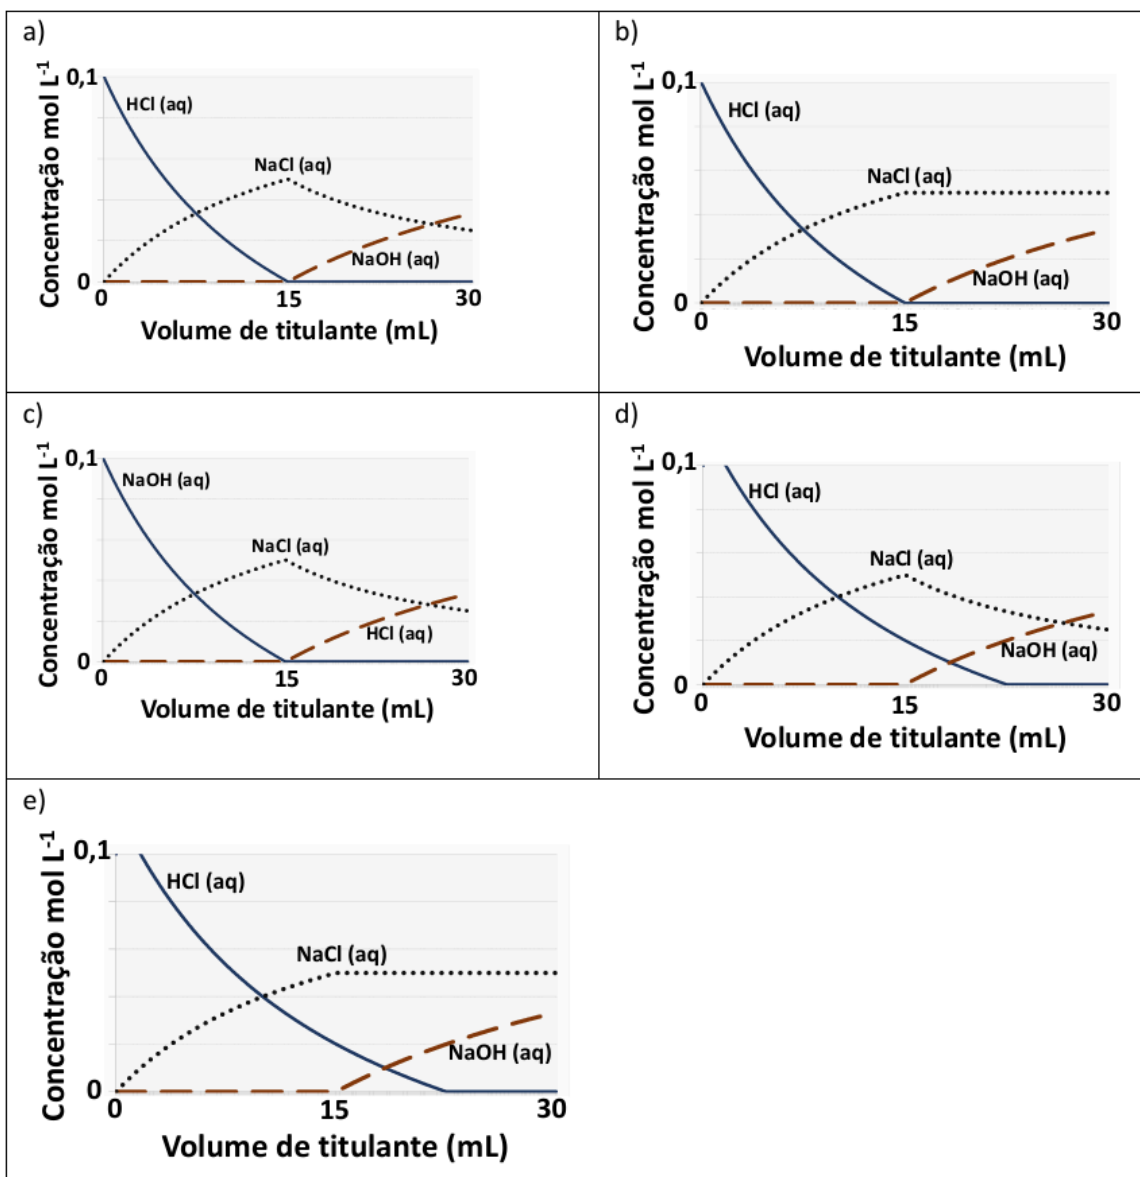 a)
Concentração mol L⁻¹
0,1
HCl (aq)
NaCl (aq)
NaOH (aq)
0
0 15 30
Volume de titulante (mL)
b)
Concentração mol L⁻¹
0,1
HCl (aq)
NaCl (aq)
NaOH (aq)
0
0 15 30
Volume de titulante (mL)
c)
Concentração mol L⁻¹
0,1
NaOH (aq)
NaCl (aq)
HCl (aq)
0
0 15 30
Volume de titulante (mL)
d)
Concentração mol L⁻¹
0,1
HCl (aq)
NaCl (aq)
NaOH (aq)
0
0 15 30
Volume de titulante (mL)
e)
Concentração mol L⁻¹
0,1
HCl (aq)
NaCl (aq)
NaOH (aq)
0
0 15 30
Volume de titulante (mL)